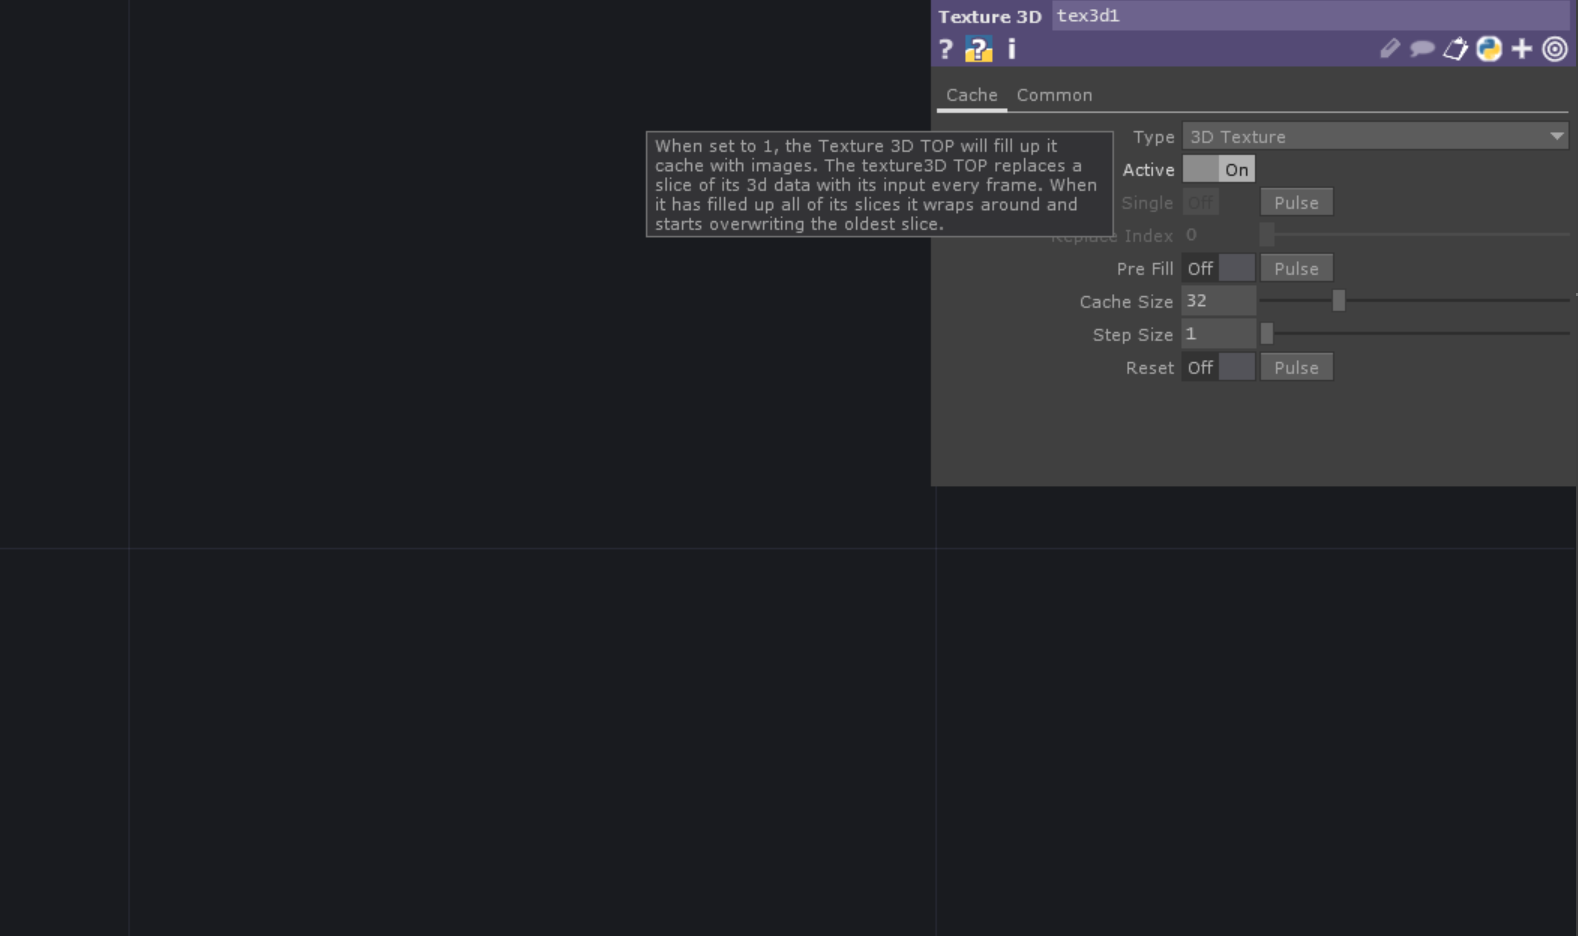 Texture 3D tex3d1
? ? i
Cache Common
Type 3D Texture
When set to 1, the Texture 3D TOP will fill up it
cache with images. The texture3D TOP replaces a
slice of its 3d data with its input every frame. When
it has filled up all of its slices it wraps around and
starts overwriting the oldest slice.
Active On
Single Off Pulse
Replace Index 0
Pre Fill Off Pulse
Cache Size 32
Step Size 1
Reset Off Pulse